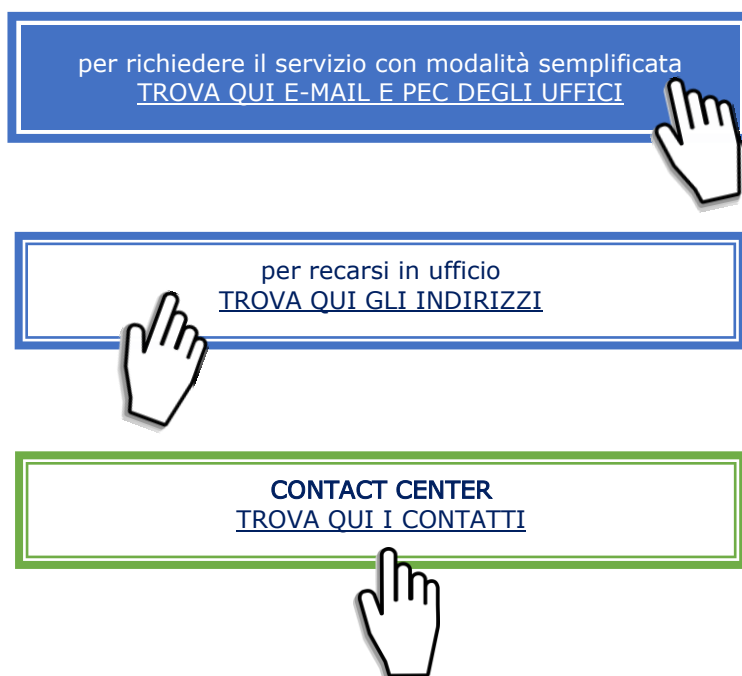 per richiedere il servizio con modalità semplificata
TROVA QUI E-MAIL E PEC DEGLI UFFICI
per recarsi in ufficio
TROVA QUI GLI INDIRIZZI
CONTACT CENTER
TROVA QUI I CONTATTI